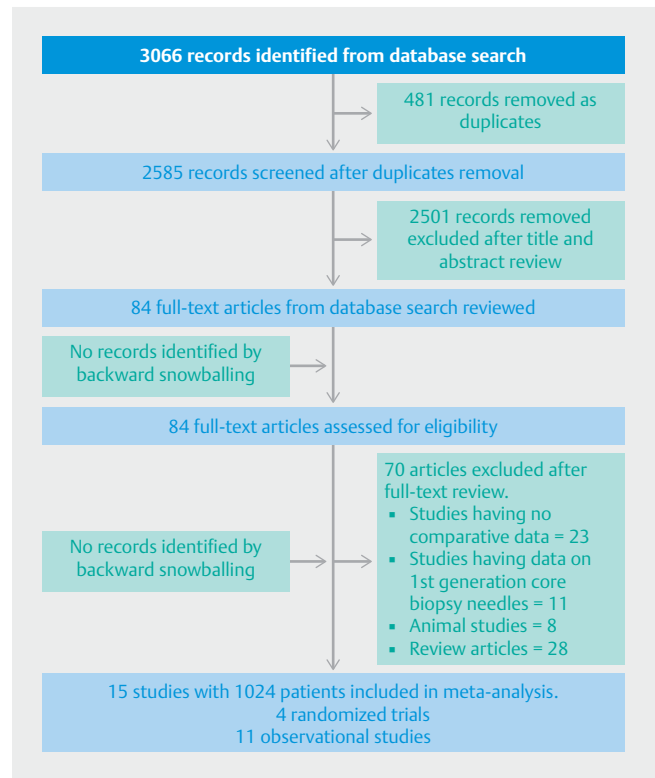 3066 records identified from database search
481 records removed as
duplicates
2585 records screened after duplicates removal
2501 records removed
excluded after title and
abstract review
84 full-text articles from database search reviewed
No records identified by
backward snowballing
84 full-text articles assessed for eligibility
70 articles excluded after
full-text review.
▪ Studies having no
comparative data = 23
▪ Studies having data on
1st generation core
biopsy needles = 11
▪ Animal studies = 8
▪ Review articles = 28
No records identified by
backward snowballing
15 studies with 1024 patients included in meta-analysis.
4 randomized trials
11 observational studies